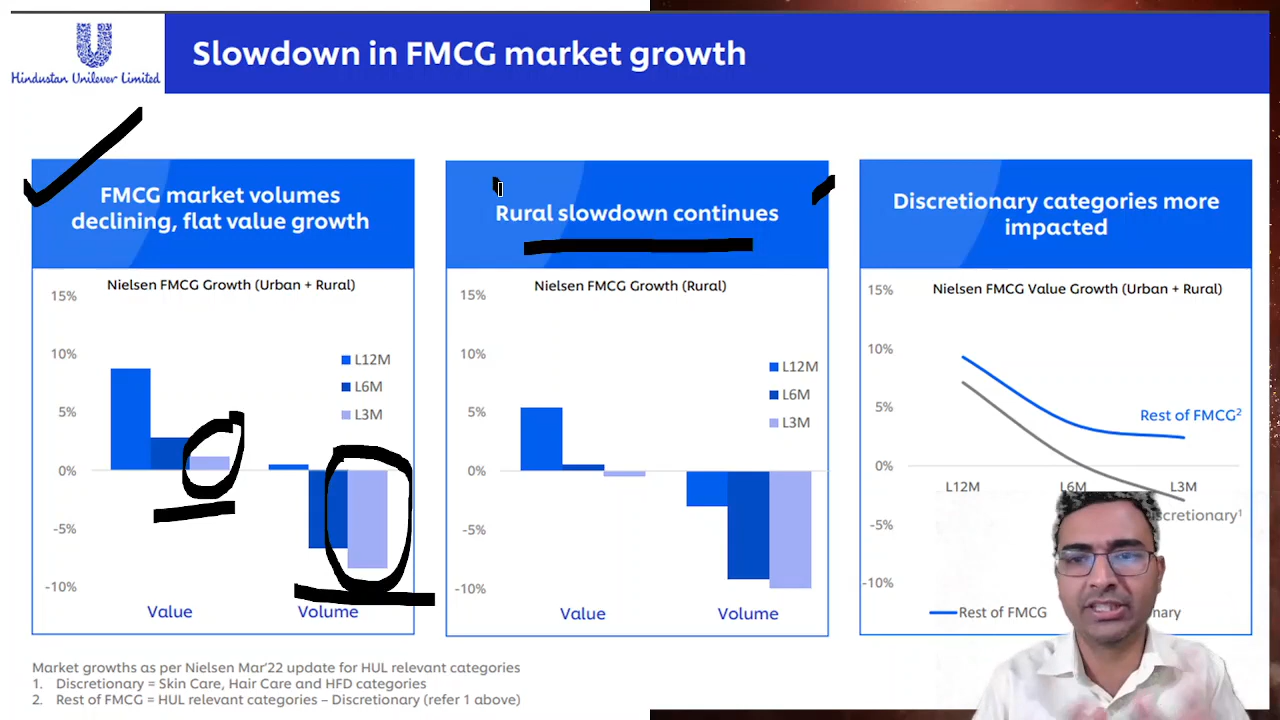 Hindustan Unilever Limited
Slowdown in FMCG market growth
FMCG market volumes
declining, flat value growth
Nielsen FMCG Growth (Urban + Rural)
15%
10%
5%
0%
-5%
-10%
L12M
L6M
L3M
Value
Volume
Rural slowdown continues
Nielsen FMCG Growth (Rural)
15%
10%
5%
0%
-5%
-10%
L12M
L6M
L3M
Value
Volume
Discretionary categories more
impacted
Nielsen FMCG Value Growth (Urban + Rural)
15%
10%
5%
0%
-5%
-10%
Rest of FMCG²
L12M
L6M
L3M
Rest of FMCG
Market growths as per Nielsen Mar'22 update for HUL relevant categories
1. Discretionary = Skin Care, Hair Care and HFD categories
2. Rest of FMCG = HUL relevant categories – Discretionary (refer 1 above)